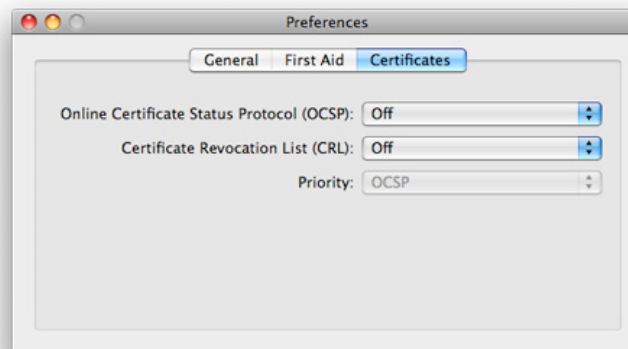 Preferences
General First Aid Certificates
Online Certificate Status Protocol (OCSP): Off
Certificate Revocation List (CRL): Off
Priority: OCSP